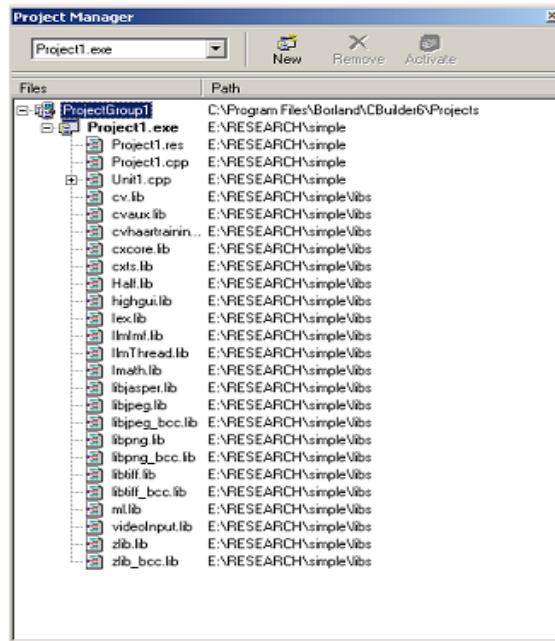 Project Manager
Project1.exe
New Remove Activate
Files Path
ProjectGroup1 C:\Program Files\Borland\CBuilder6\Projects
Project1.exe E:\RESEARCH\simple
Project1.res E:\RESEARCH\simple
Project1.cpp E:\RESEARCH\simple
Unit1.cpp E:\RESEARCH\simple
cv.lib E:\RESEARCH\simple\libs
cvaux.lib E:\RESEARCH\simple\libs
cvhaartrainin... E:\RESEARCH\simple\libs
cxcore.lib E:\RESEARCH\simple\libs
cxts.lib E:\RESEARCH\simple\libs
Half.lib E:\RESEARCH\simple\libs
highgui.lib E:\RESEARCH\simple\libs
Iex.lib E:\RESEARCH\simple\libs
IlmImf.lib E:\RESEARCH\simple\libs
IlmThread.lib E:\RESEARCH\simple\libs
Imath.lib E:\RESEARCH\simple\libs
libjasper.lib E:\RESEARCH\simple\libs
libjpeg.lib E:\RESEARCH\simple\libs
libjpeg_bcc.lib E:\RESEARCH\simple\libs
libpng.lib E:\RESEARCH\simple\libs
libpng_bcc.lib E:\RESEARCH\simple\libs
libtiff.lib E:\RESEARCH\simple\libs
libtiff_bcc.lib E:\RESEARCH\simple\libs
ml.lib E:\RESEARCH\simple\libs
videoInput.lib E:\RESEARCH\simple\libs
zlib.lib E:\RESEARCH\simple\libs
zlib_bcc.lib E:\RESEARCH\simple\libs